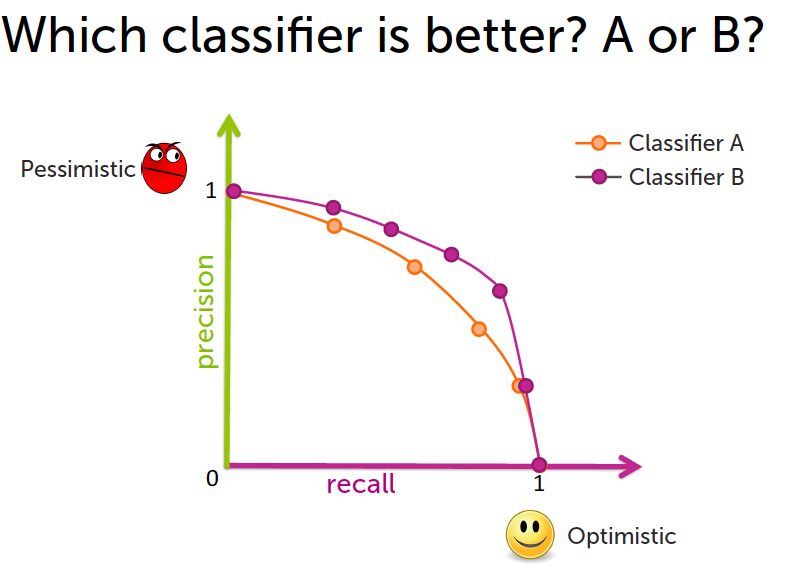 Which classifier is better? A or B?
Classifier A
Classifier B
Pessimistic
1
precision
0
recall
1
Optimistic